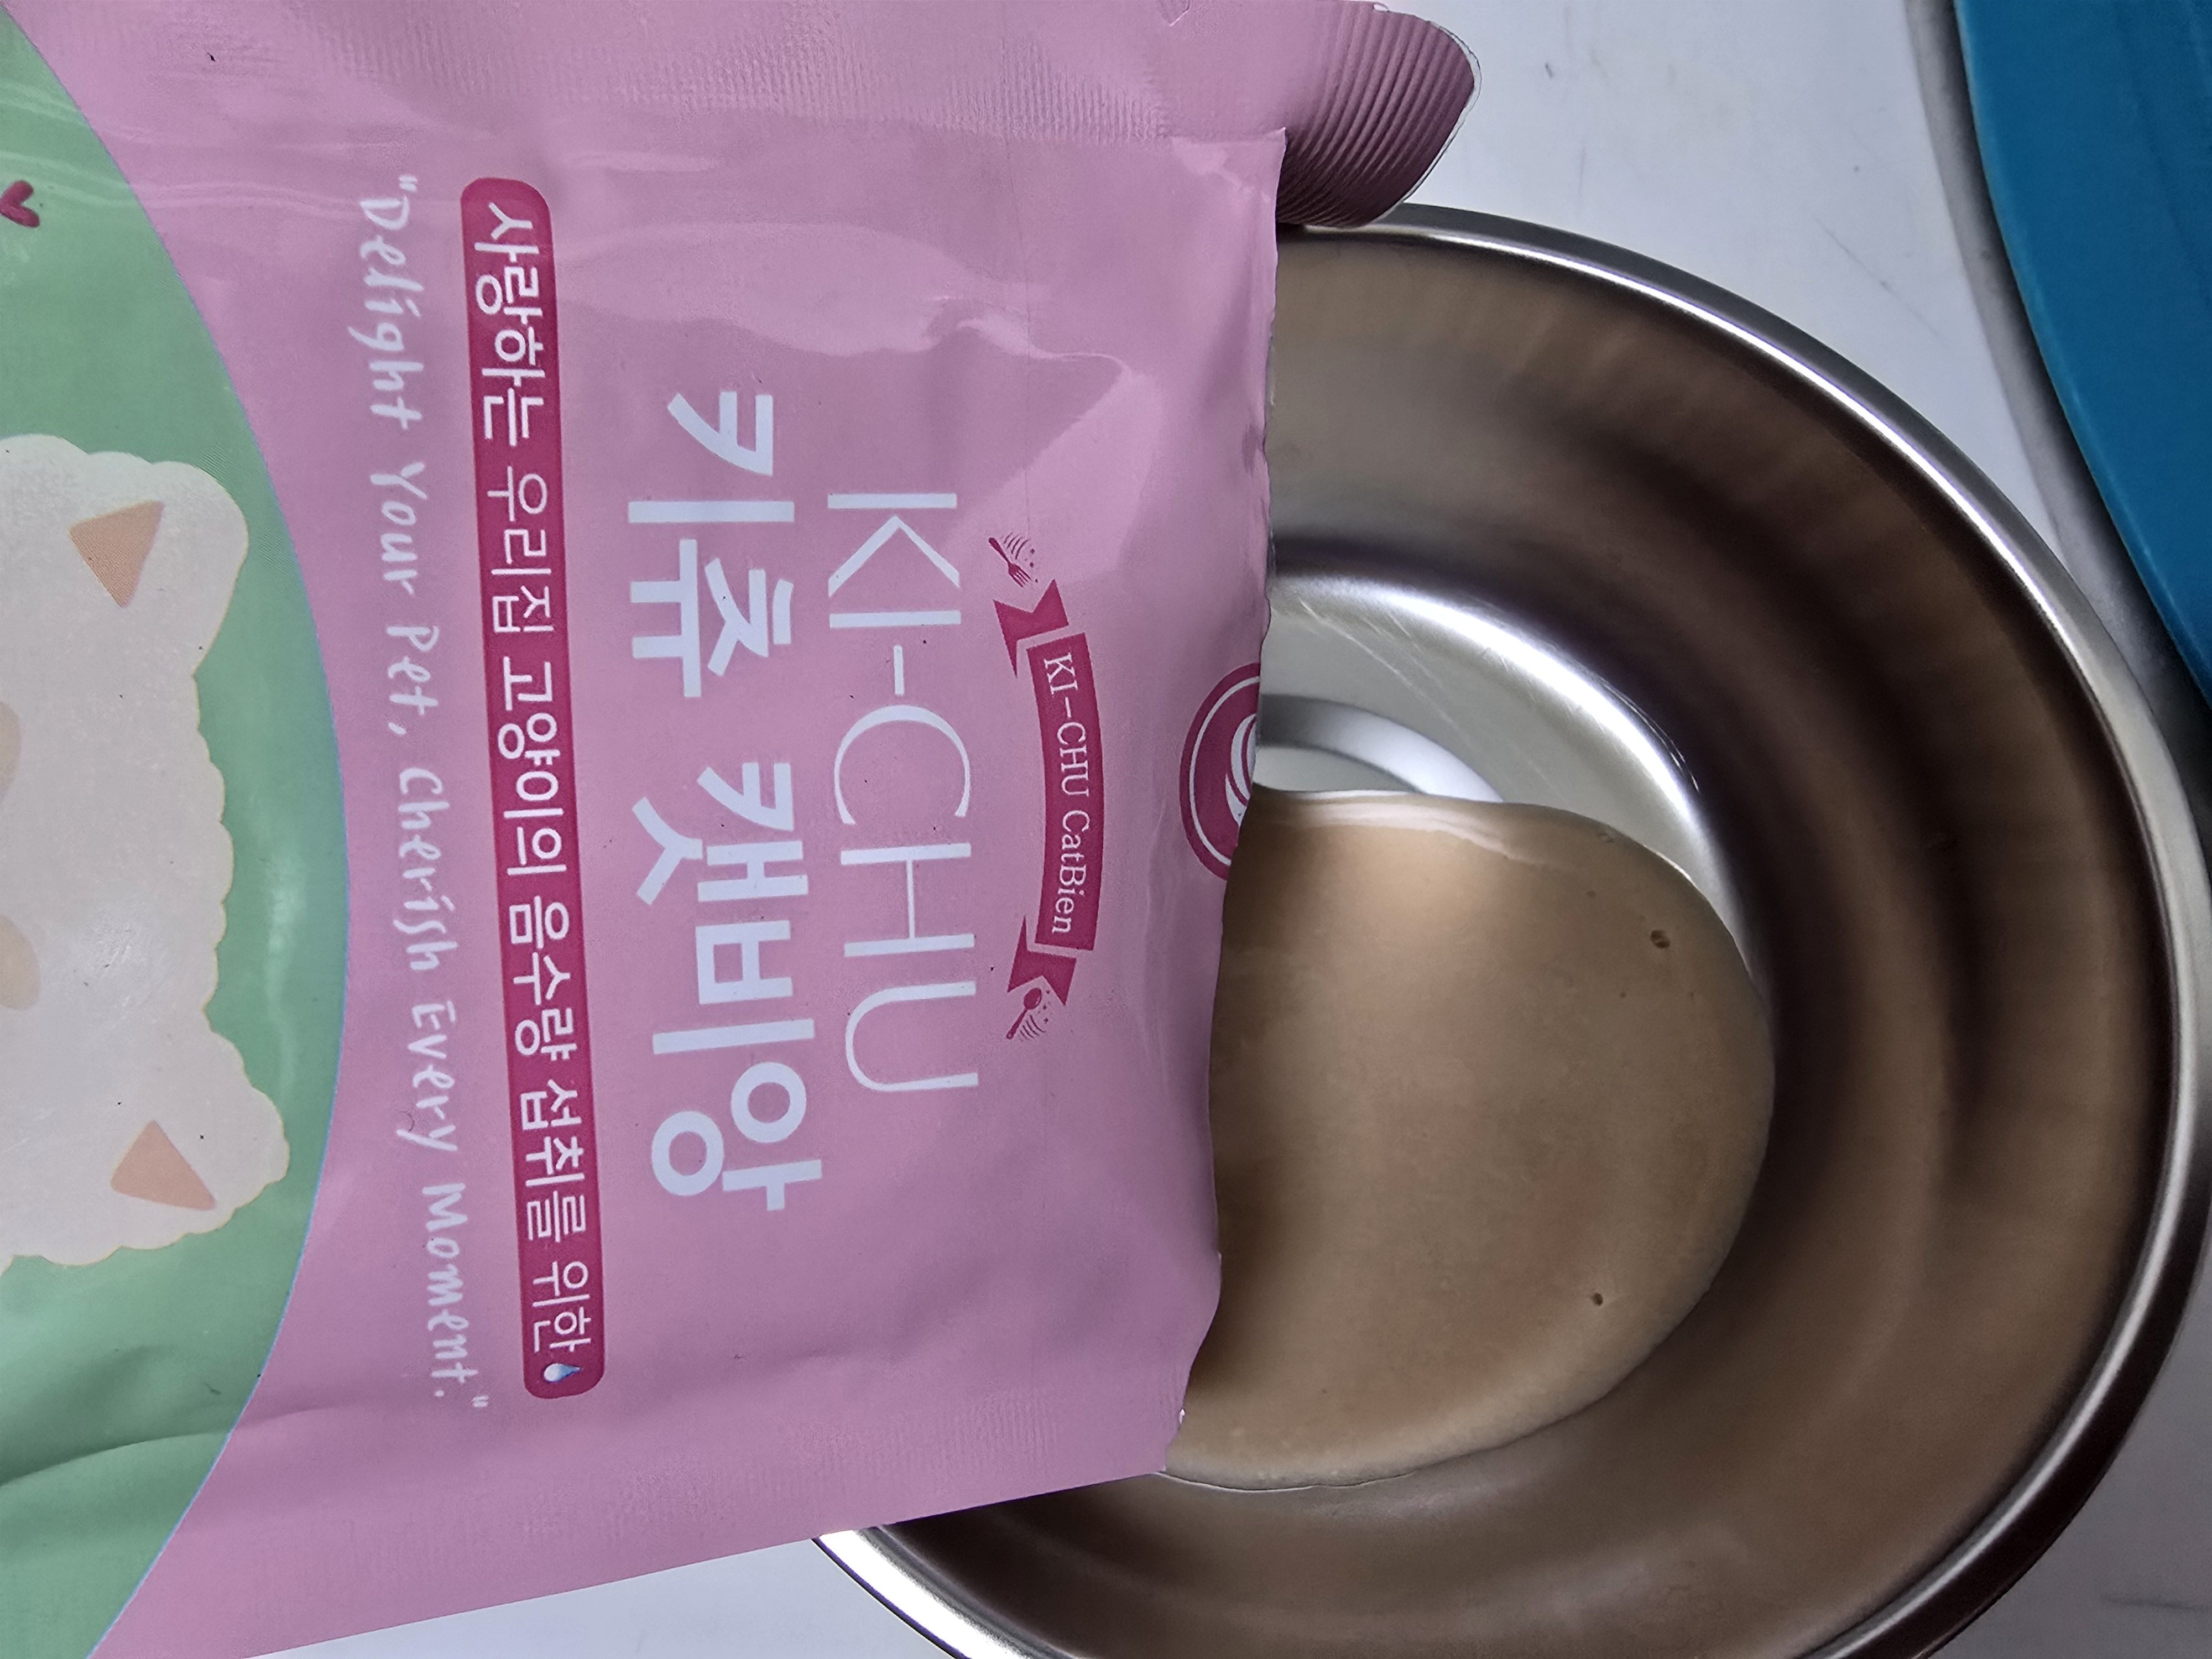 KI-CHU CatBien
KI-CHU
키츄 캣비앙
사랑하는 우리집 고양이의 음수량 섭취를 위한
"Delight Your Pet, Cherish Every Moment."